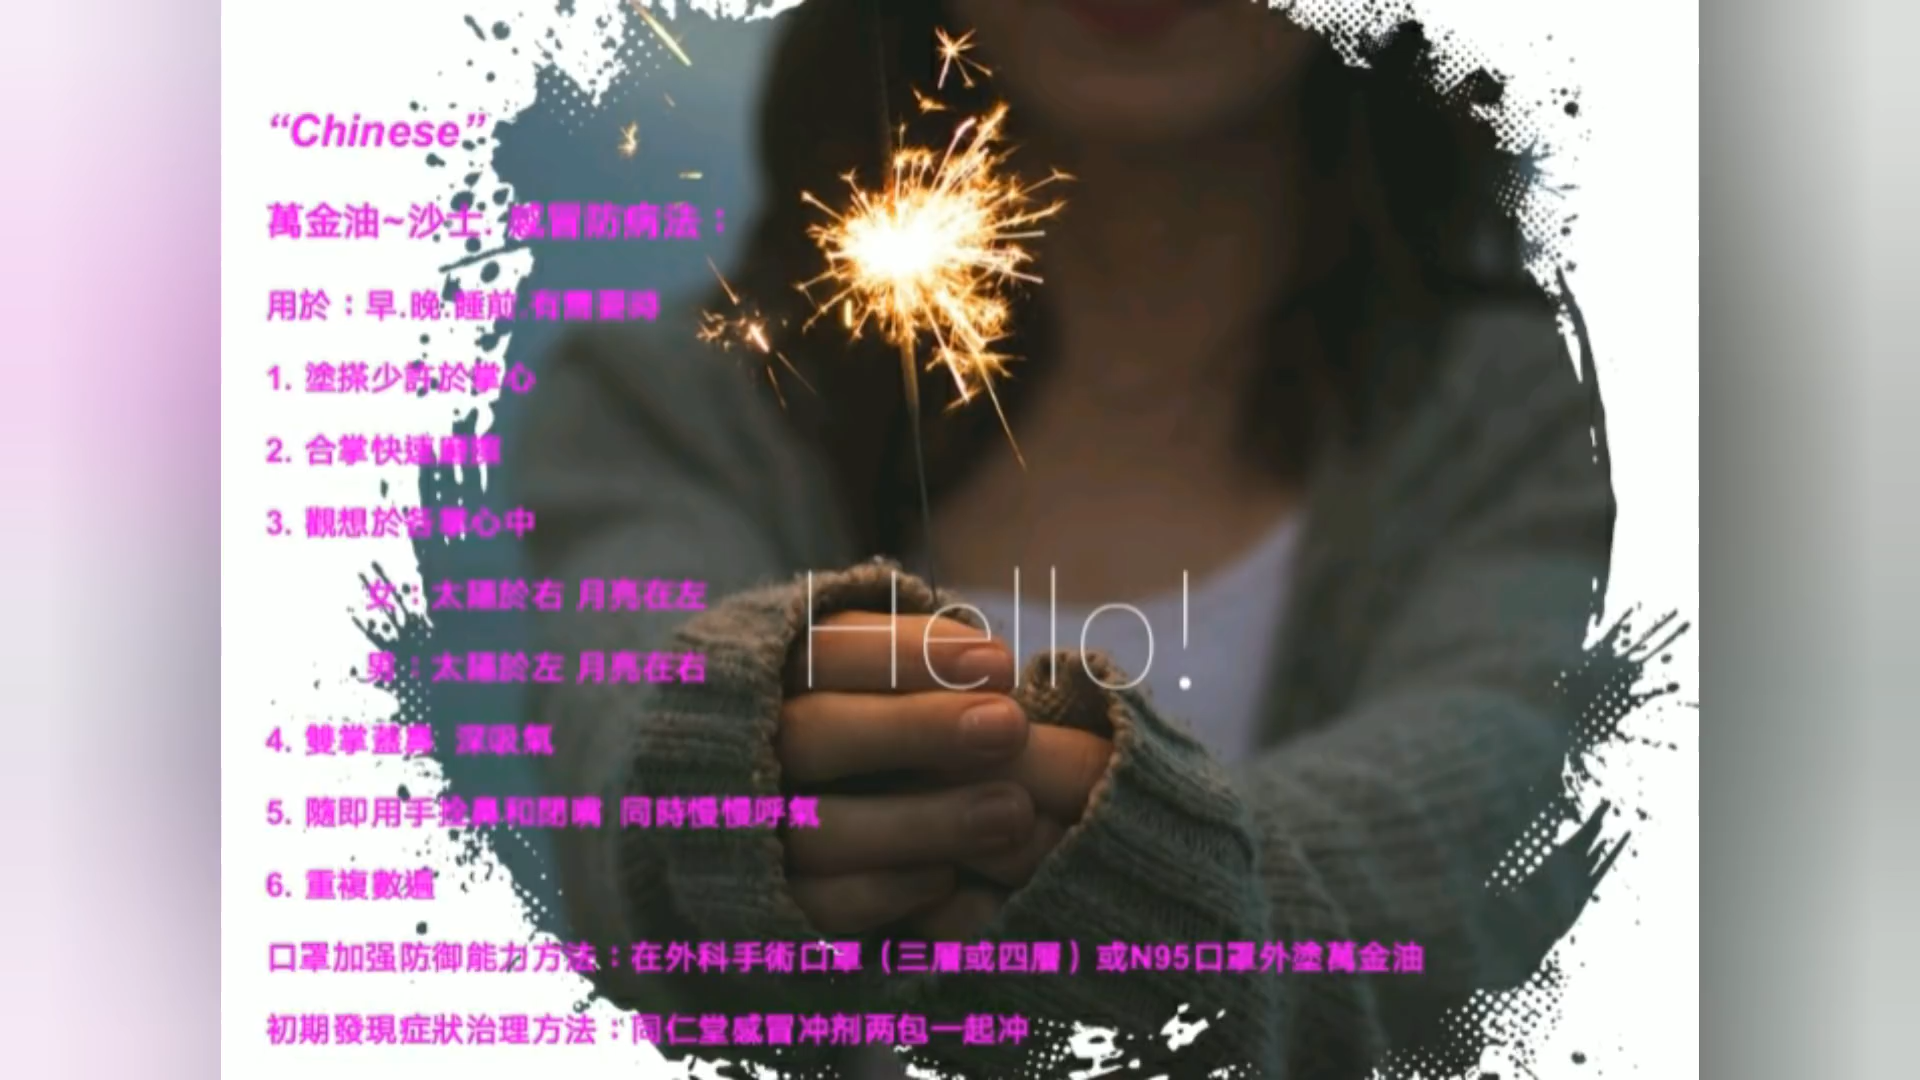 “Chinese”
萬金油~沙士. 感冒防病法：
用於：早.晚.睡前.有需要時
1. 塗搽少許於掌心
2. 合掌快速磨擦
3. 觀想於各掌心中
女：太陽於右 月亮在左
男：太陽於左 月亮在右
Hello!
4. 雙掌蓋鼻 深吸氣
5. 隨即用手捡鼻和閉嘴 同時慢慢呼氣
6. 重複數遍
口罩加强防御能力方法：在外科手術口罩（三層或四層）或N95口罩外塗萬金油
初期發現症狀治理方法：同仁堂感冒冲剂两包一起冲